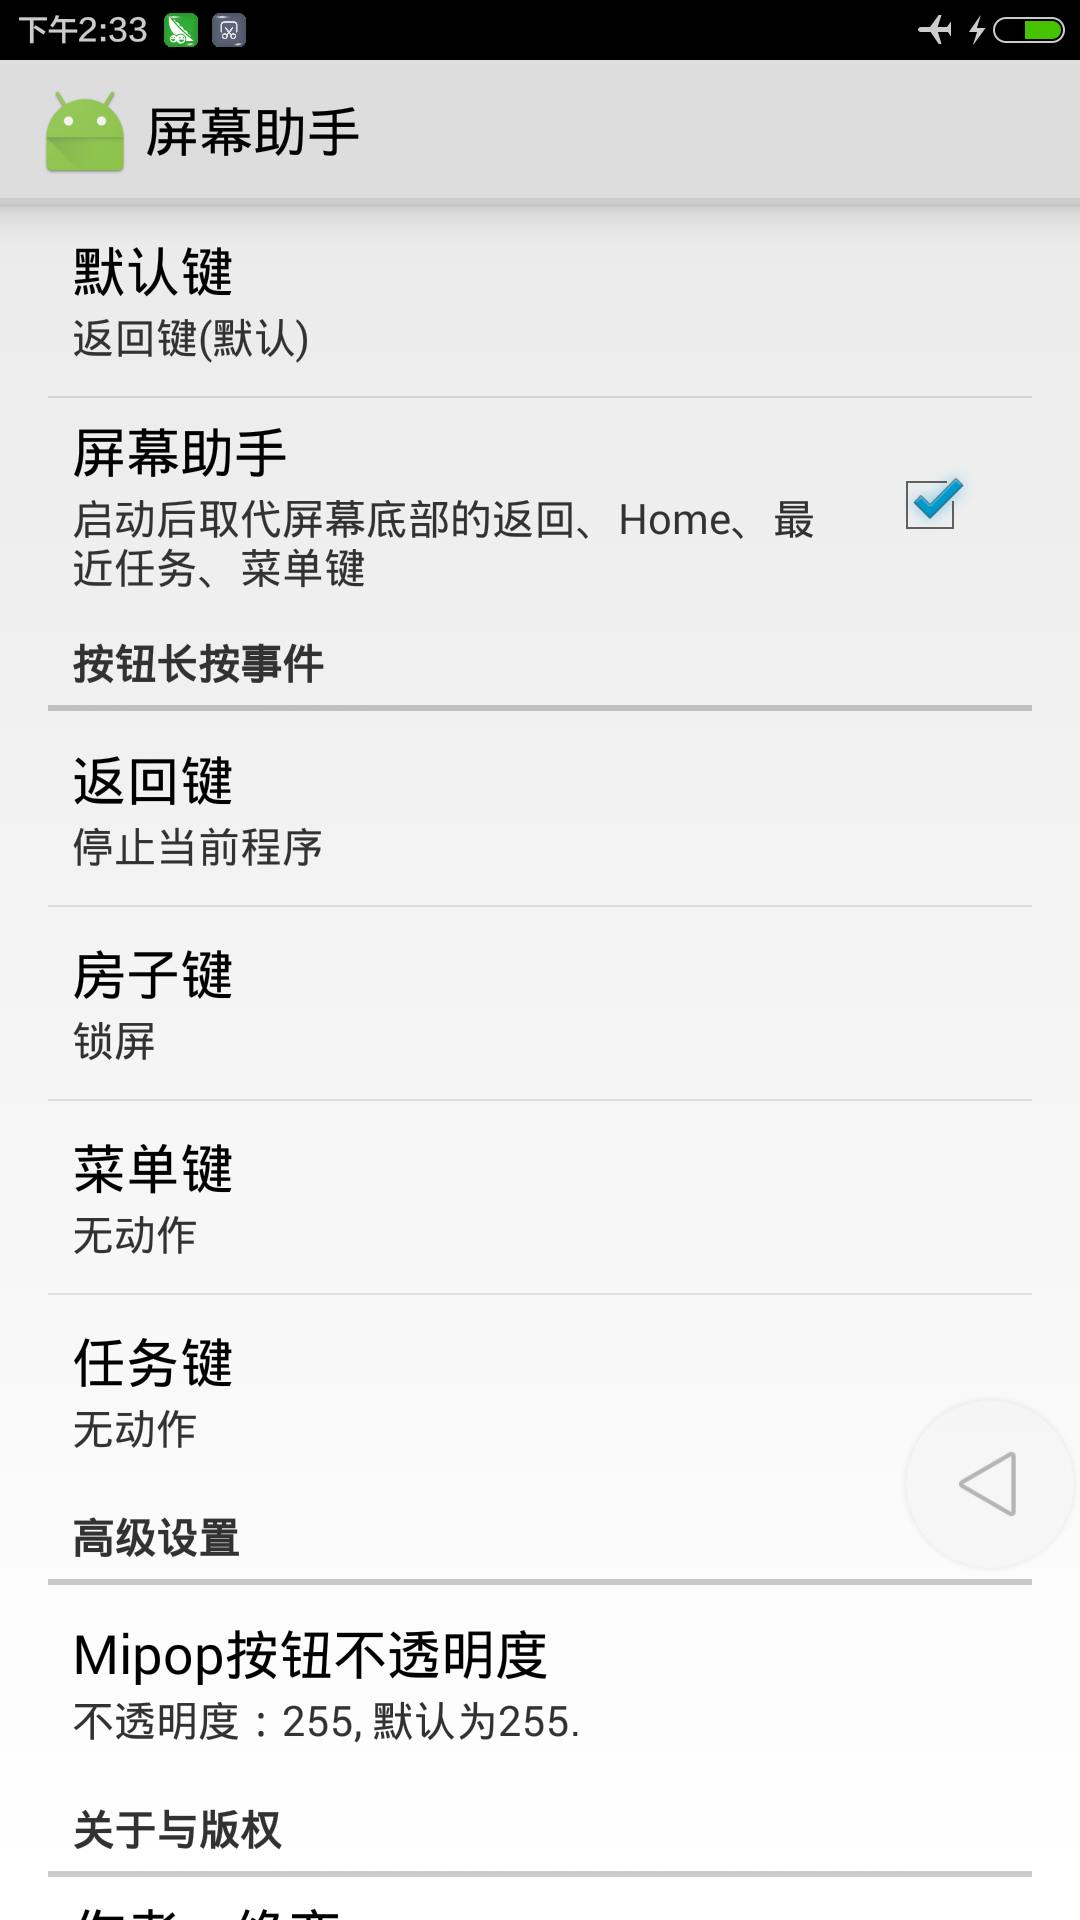 下午2:33
屏幕助手
默认键
返回键(默认)
屏幕助手
启动后取代屏幕底部的返回、Home、最
近任务、菜单键
按钮长按事件
返回键
停止当前程序
房子键
锁屏
菜单键
无动作
任务键
无动作
高级设置
Mipop按钮不透明度
不透明度：255, 默认为255.
关于与版权